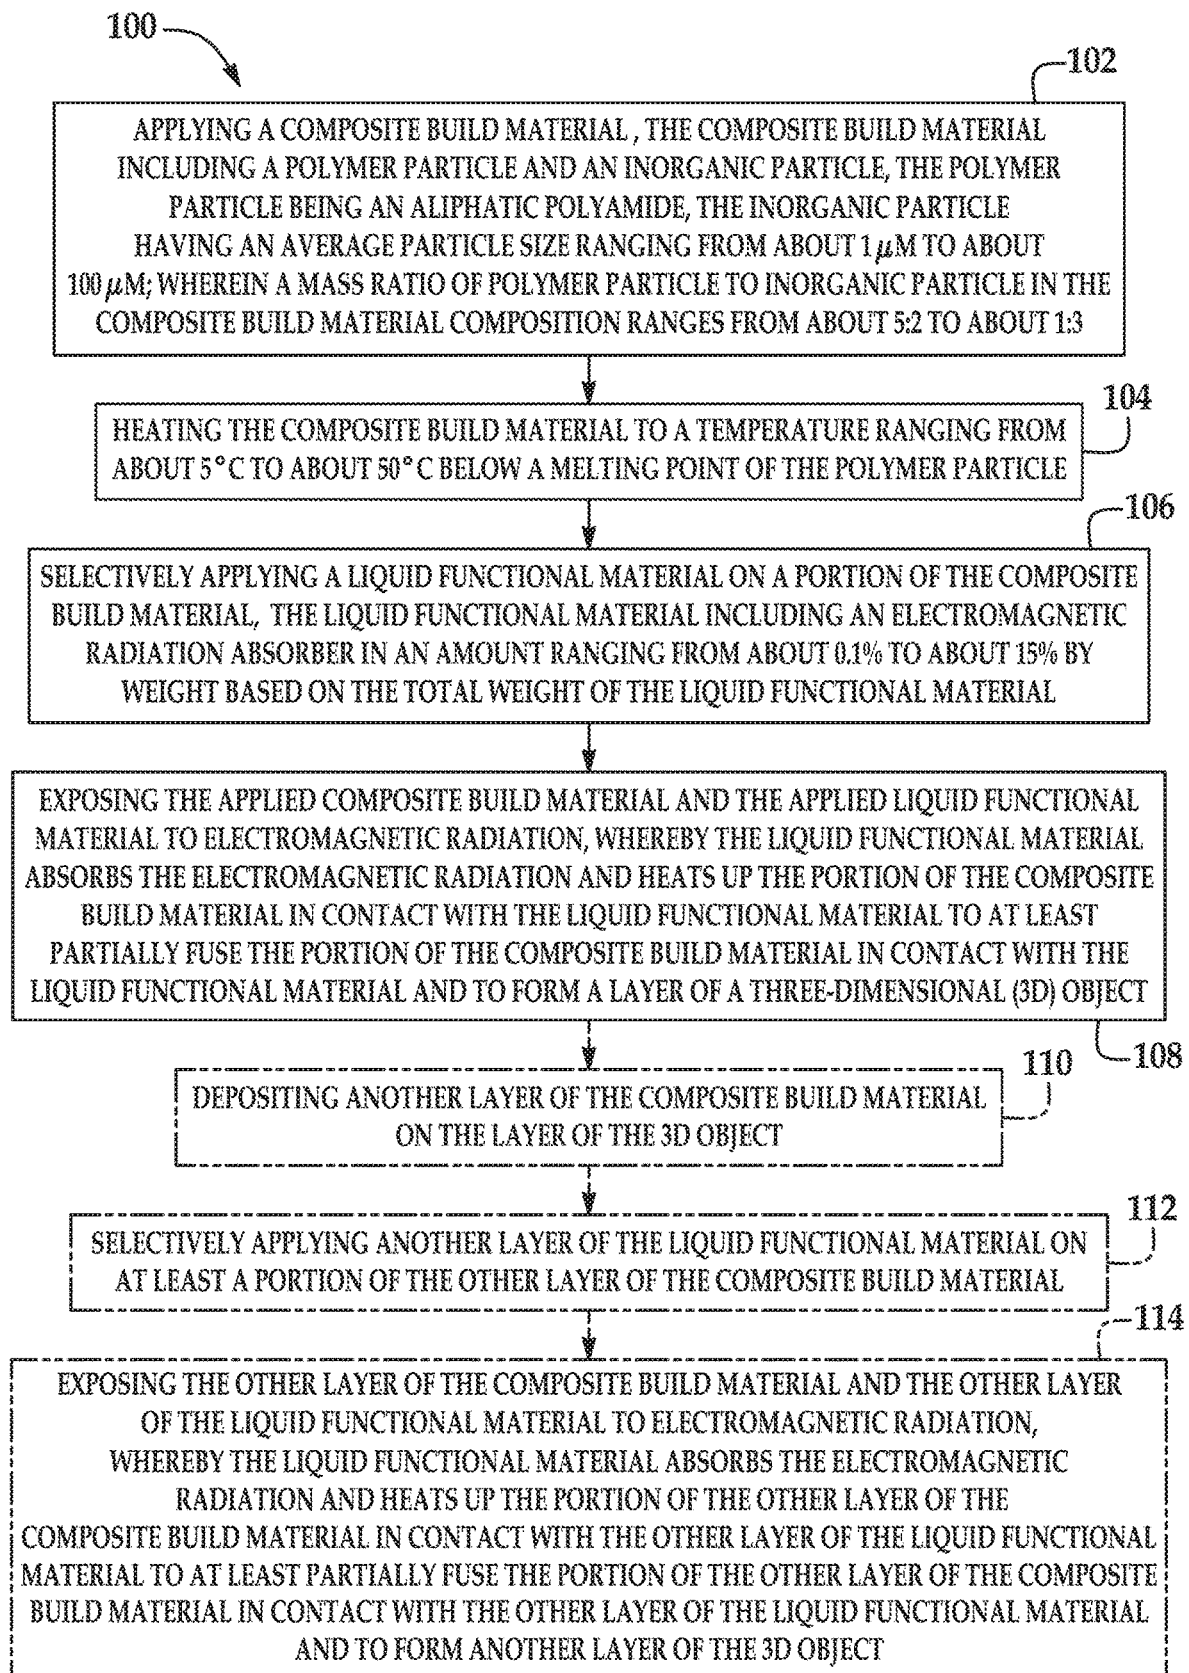 100
102
APPLYING A COMPOSITE BUILD MATERIAL , THE COMPOSITE BUILD MATERIAL
INCLUDING A POLYMER PARTICLE AND AN INORGANIC PARTICLE, THE POLYMER
PARTICLE BEING AN ALIPHATIC POLYAMIDE, THE INORGANIC PARTICLE
HAVING AN AVERAGE PARTICLE SIZE RANGING FROM ABOUT 1 μM TO ABOUT
100 μM; WHEREIN A MASS RATIO OF POLYMER PARTICLE TO INORGANIC PARTICLE IN THE
COMPOSITE BUILD MATERIAL COMPOSITION RANGES FROM ABOUT 5:2 TO ABOUT 1:3
104
HEATING THE COMPOSITE BUILD MATERIAL TO A TEMPERATURE RANGING FROM
ABOUT 5°C TO ABOUT 50°C BELOW A MELTING POINT OF THE POLYMER PARTICLE
106
SELECTIVELY APPLYING A LIQUID FUNCTIONAL MATERIAL ON A PORTION OF THE COMPOSITE
BUILD MATERIAL, THE LIQUID FUNCTIONAL MATERIAL INCLUDING AN ELECTROMAGNETIC
RADIATION ABSORBER IN AN AMOUNT RANGING FROM ABOUT 0.1% TO ABOUT 15% BY
WEIGHT BASED ON THE TOTAL WEIGHT OF THE LIQUID FUNCTIONAL MATERIAL
EXPOSING THE APPLIED COMPOSITE BUILD MATERIAL AND THE APPLIED LIQUID FUNCTIONAL
MATERIAL TO ELECTROMAGNETIC RADIATION, WHEREBY THE LIQUID FUNCTIONAL MATERIAL
ABSORBS THE ELECTROMAGNETIC RADIATION AND HEATS UP THE PORTION OF THE COMPOSITE
BUILD MATERIAL IN CONTACT WITH THE LIQUID FUNCTIONAL MATERIAL TO AT LEAST
PARTIALLY FUSE THE PORTION OF THE COMPOSITE BUILD MATERIAL IN CONTACT WITH THE
LIQUID FUNCTIONAL MATERIAL AND TO FORM A LAYER OF A THREE-DIMENSIONAL (3D) OBJECT
108
110
DEPOSITING ANOTHER LAYER OF THE COMPOSITE BUILD MATERIAL
ON THE LAYER OF THE 3D OBJECT
112
SELECTIVELY APPLYING ANOTHER LAYER OF THE LIQUID FUNCTIONAL MATERIAL ON
AT LEAST A PORTION OF THE OTHER LAYER OF THE COMPOSITE BUILD MATERIAL
114
EXPOSING THE OTHER LAYER OF THE COMPOSITE BUILD MATERIAL AND THE OTHER LAYER
OF THE LIQUID FUNCTIONAL MATERIAL TO ELECTROMAGNETIC RADIATION,
WHEREBY THE LIQUID FUNCTIONAL MATERIAL ABSORBS THE ELECTROMAGNETIC
RADIATION AND HEATS UP THE PORTION OF THE OTHER LAYER OF THE
COMPOSITE BUILD MATERIAL IN CONTACT WITH THE OTHER LAYER OF THE LIQUID FUNCTIONAL
MATERIAL TO AT LEAST PARTIALLY FUSE THE PORTION OF THE OTHER LAYER OF THE COMPOSITE
BUILD MATERIAL IN CONTACT WITH THE OTHER LAYER OF THE LIQUID FUNCTIONAL MATERIAL
AND TO FORM ANOTHER LAYER OF THE 3D OBJECT